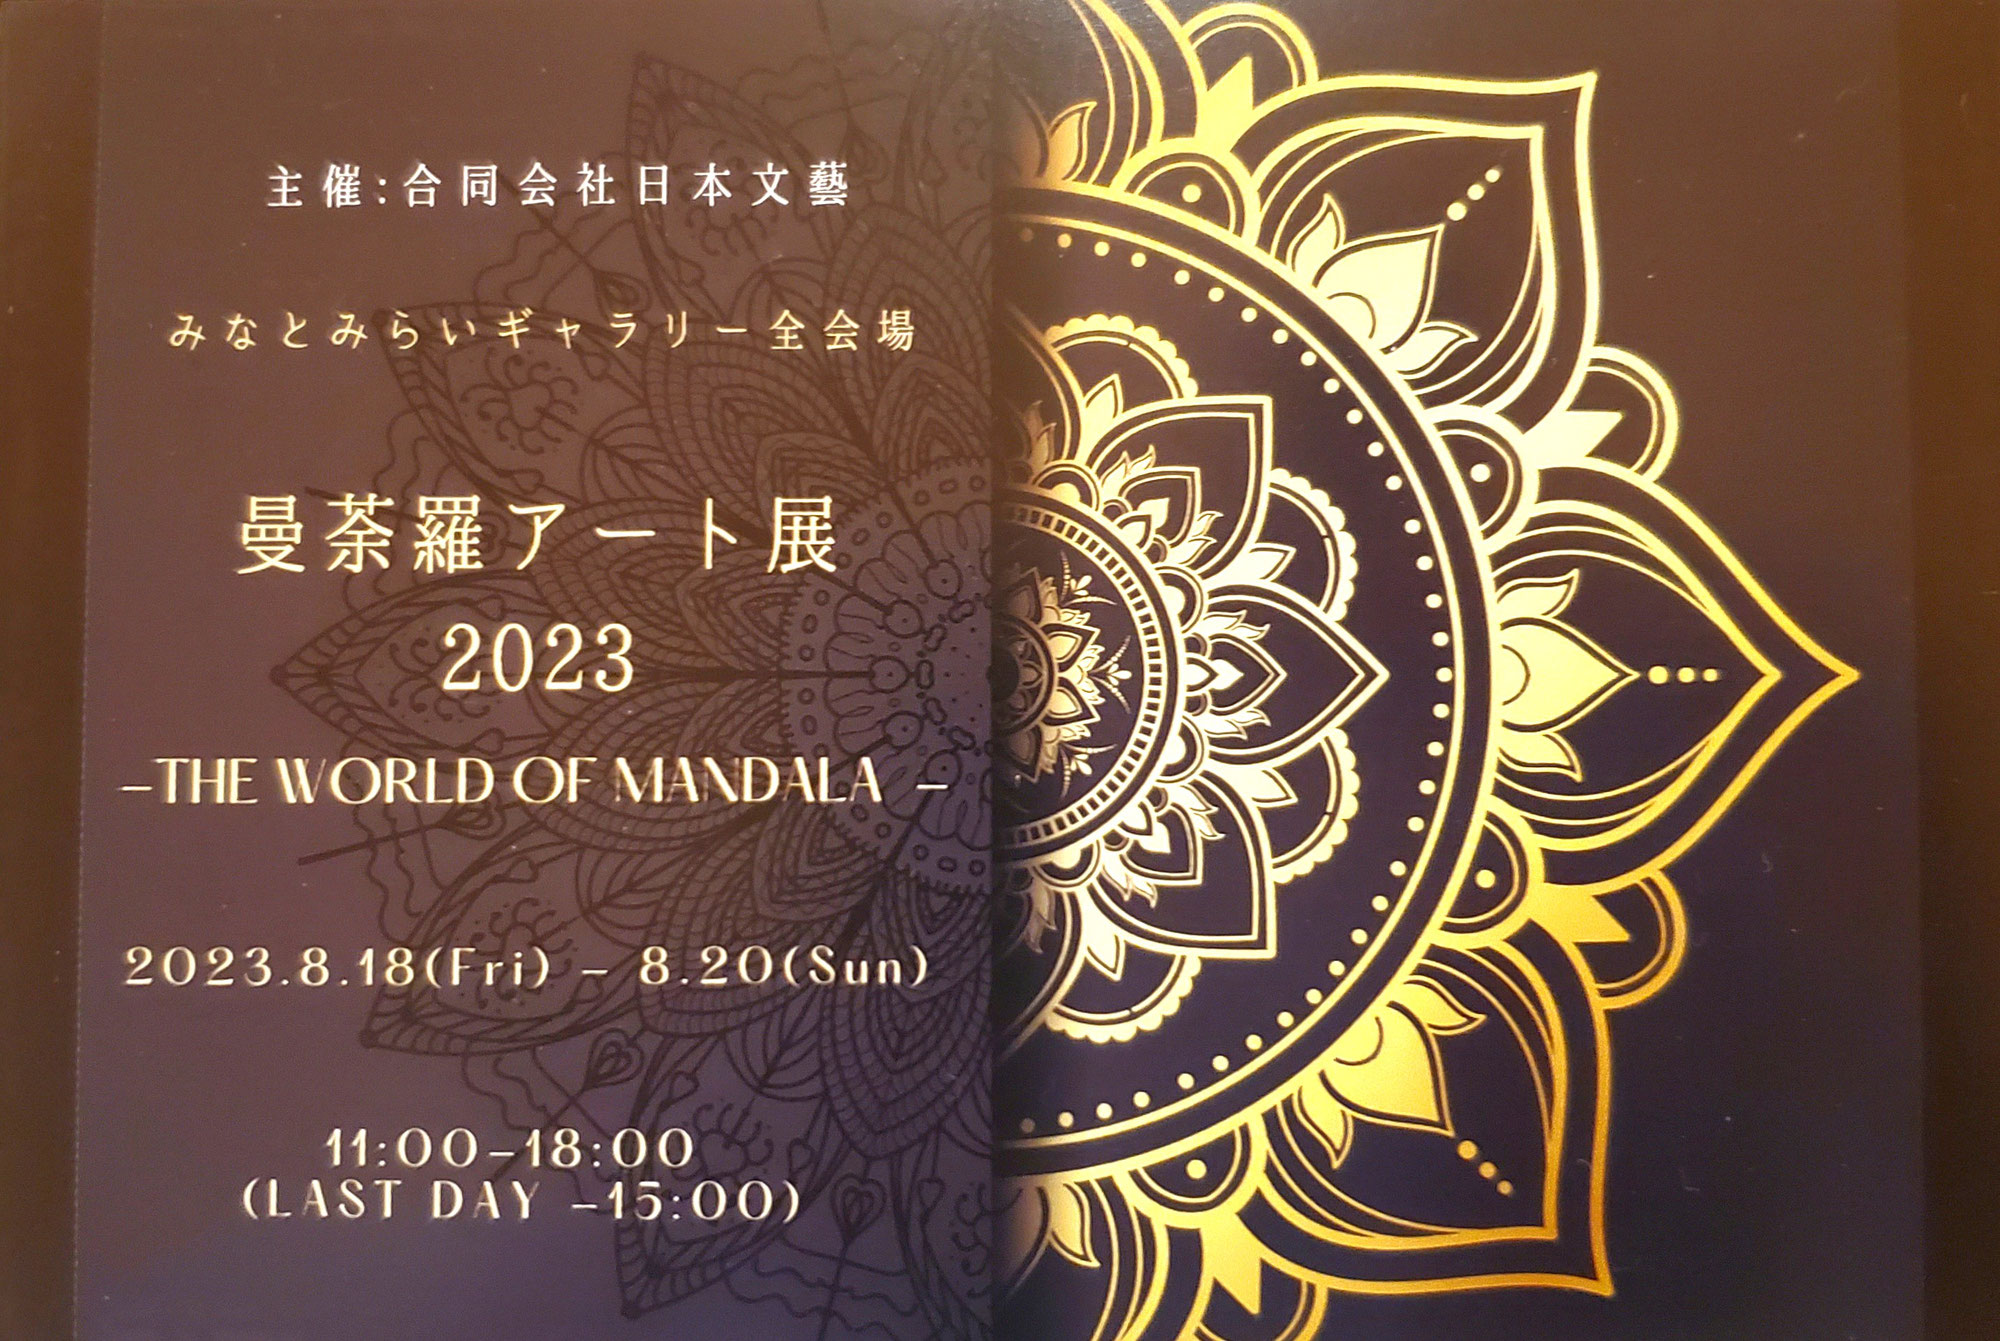 主催:合同会社日本文藝
みなとみらいギャラリー全会場
曼荼羅アート展
2023
–THE WORLD OF MANDALA –
2023.8.18(Fri) – 8.20(Sun)
11:00–18:00
(LAST DAY –15:00)